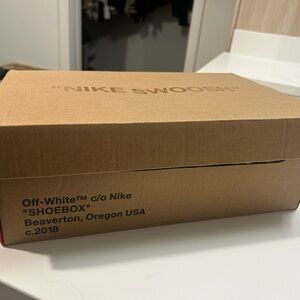 "NIKE SWOOSH"
Off-White™ c/o Nike
"SHOEBOX"
Beaverton, Oregon USA
c.2018